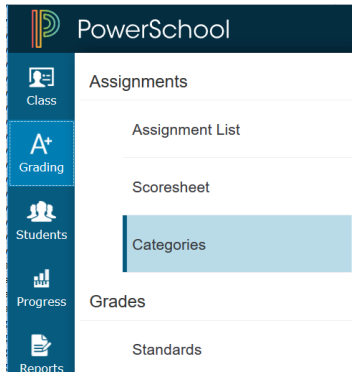 PowerSchool
Class
Assignments
Assignment List
A+
Grading
Scoresheet
Students
Categories
Progress
Grades
Reports
Standards